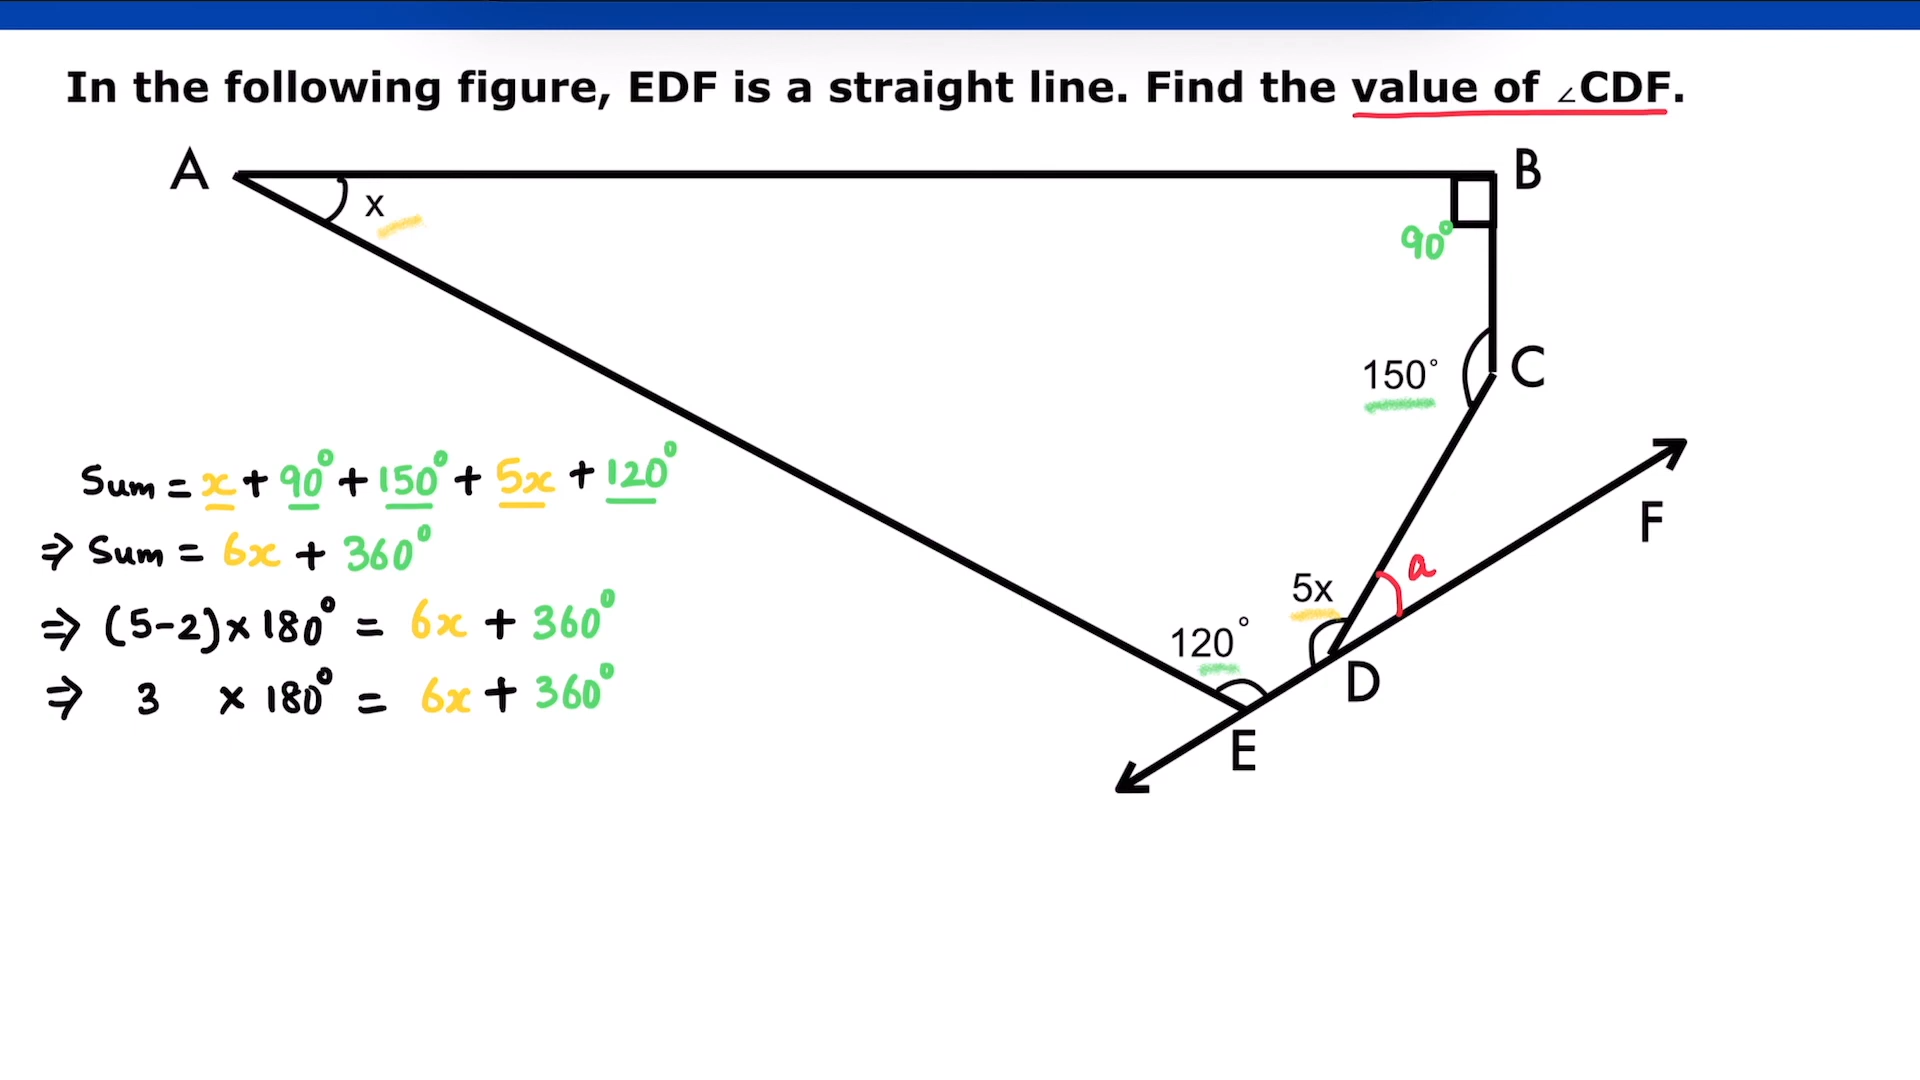 In the following figure, EDF is a straight line. Find the value of ∠CDF.
A
B
x
90°
150°
C
Sum = x + 90° + 150° + 5x + 120°
⇒ Sum = 6x + 360°
⇒ (5-2) x 180° = 6x + 360°
⇒ 3 x 180° = 6x + 360°
F
a
5x
120°
D
E